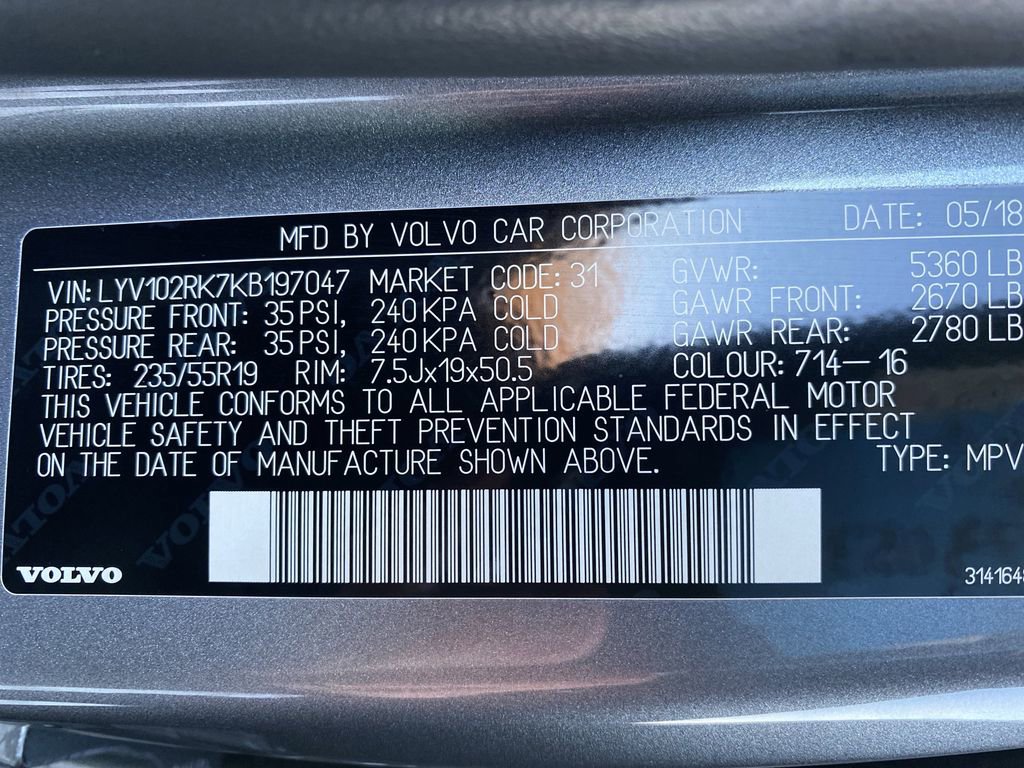 MFD BY VOLVO CAR CORPORATION DATE: 05/18
VIN: LYV102RK7KB197047 MARKET CODE: 31 GVWR: 5360 LB
PRESSURE FRONT: 35 PSI, 240 KPA COLD GAWR FRONT: 2670 LB
PRESSURE REAR: 35 PSI, 240 KPA COLD GAWR REAR: 2780 LB
TIRES: 235/55R19 RIM: 7.5Jx19x50.5 COLOUR: 714-16
THIS VEHICLE CONFORMS TO ALL APPLICABLE FEDERAL MOTOR
VEHICLE SAFETY AND THEFT PREVENTION STANDARDS IN EFFECT
ON THE DATE OF MANUFACTURE SHOWN ABOVE. TYPE: MPV
VOLVO 314164